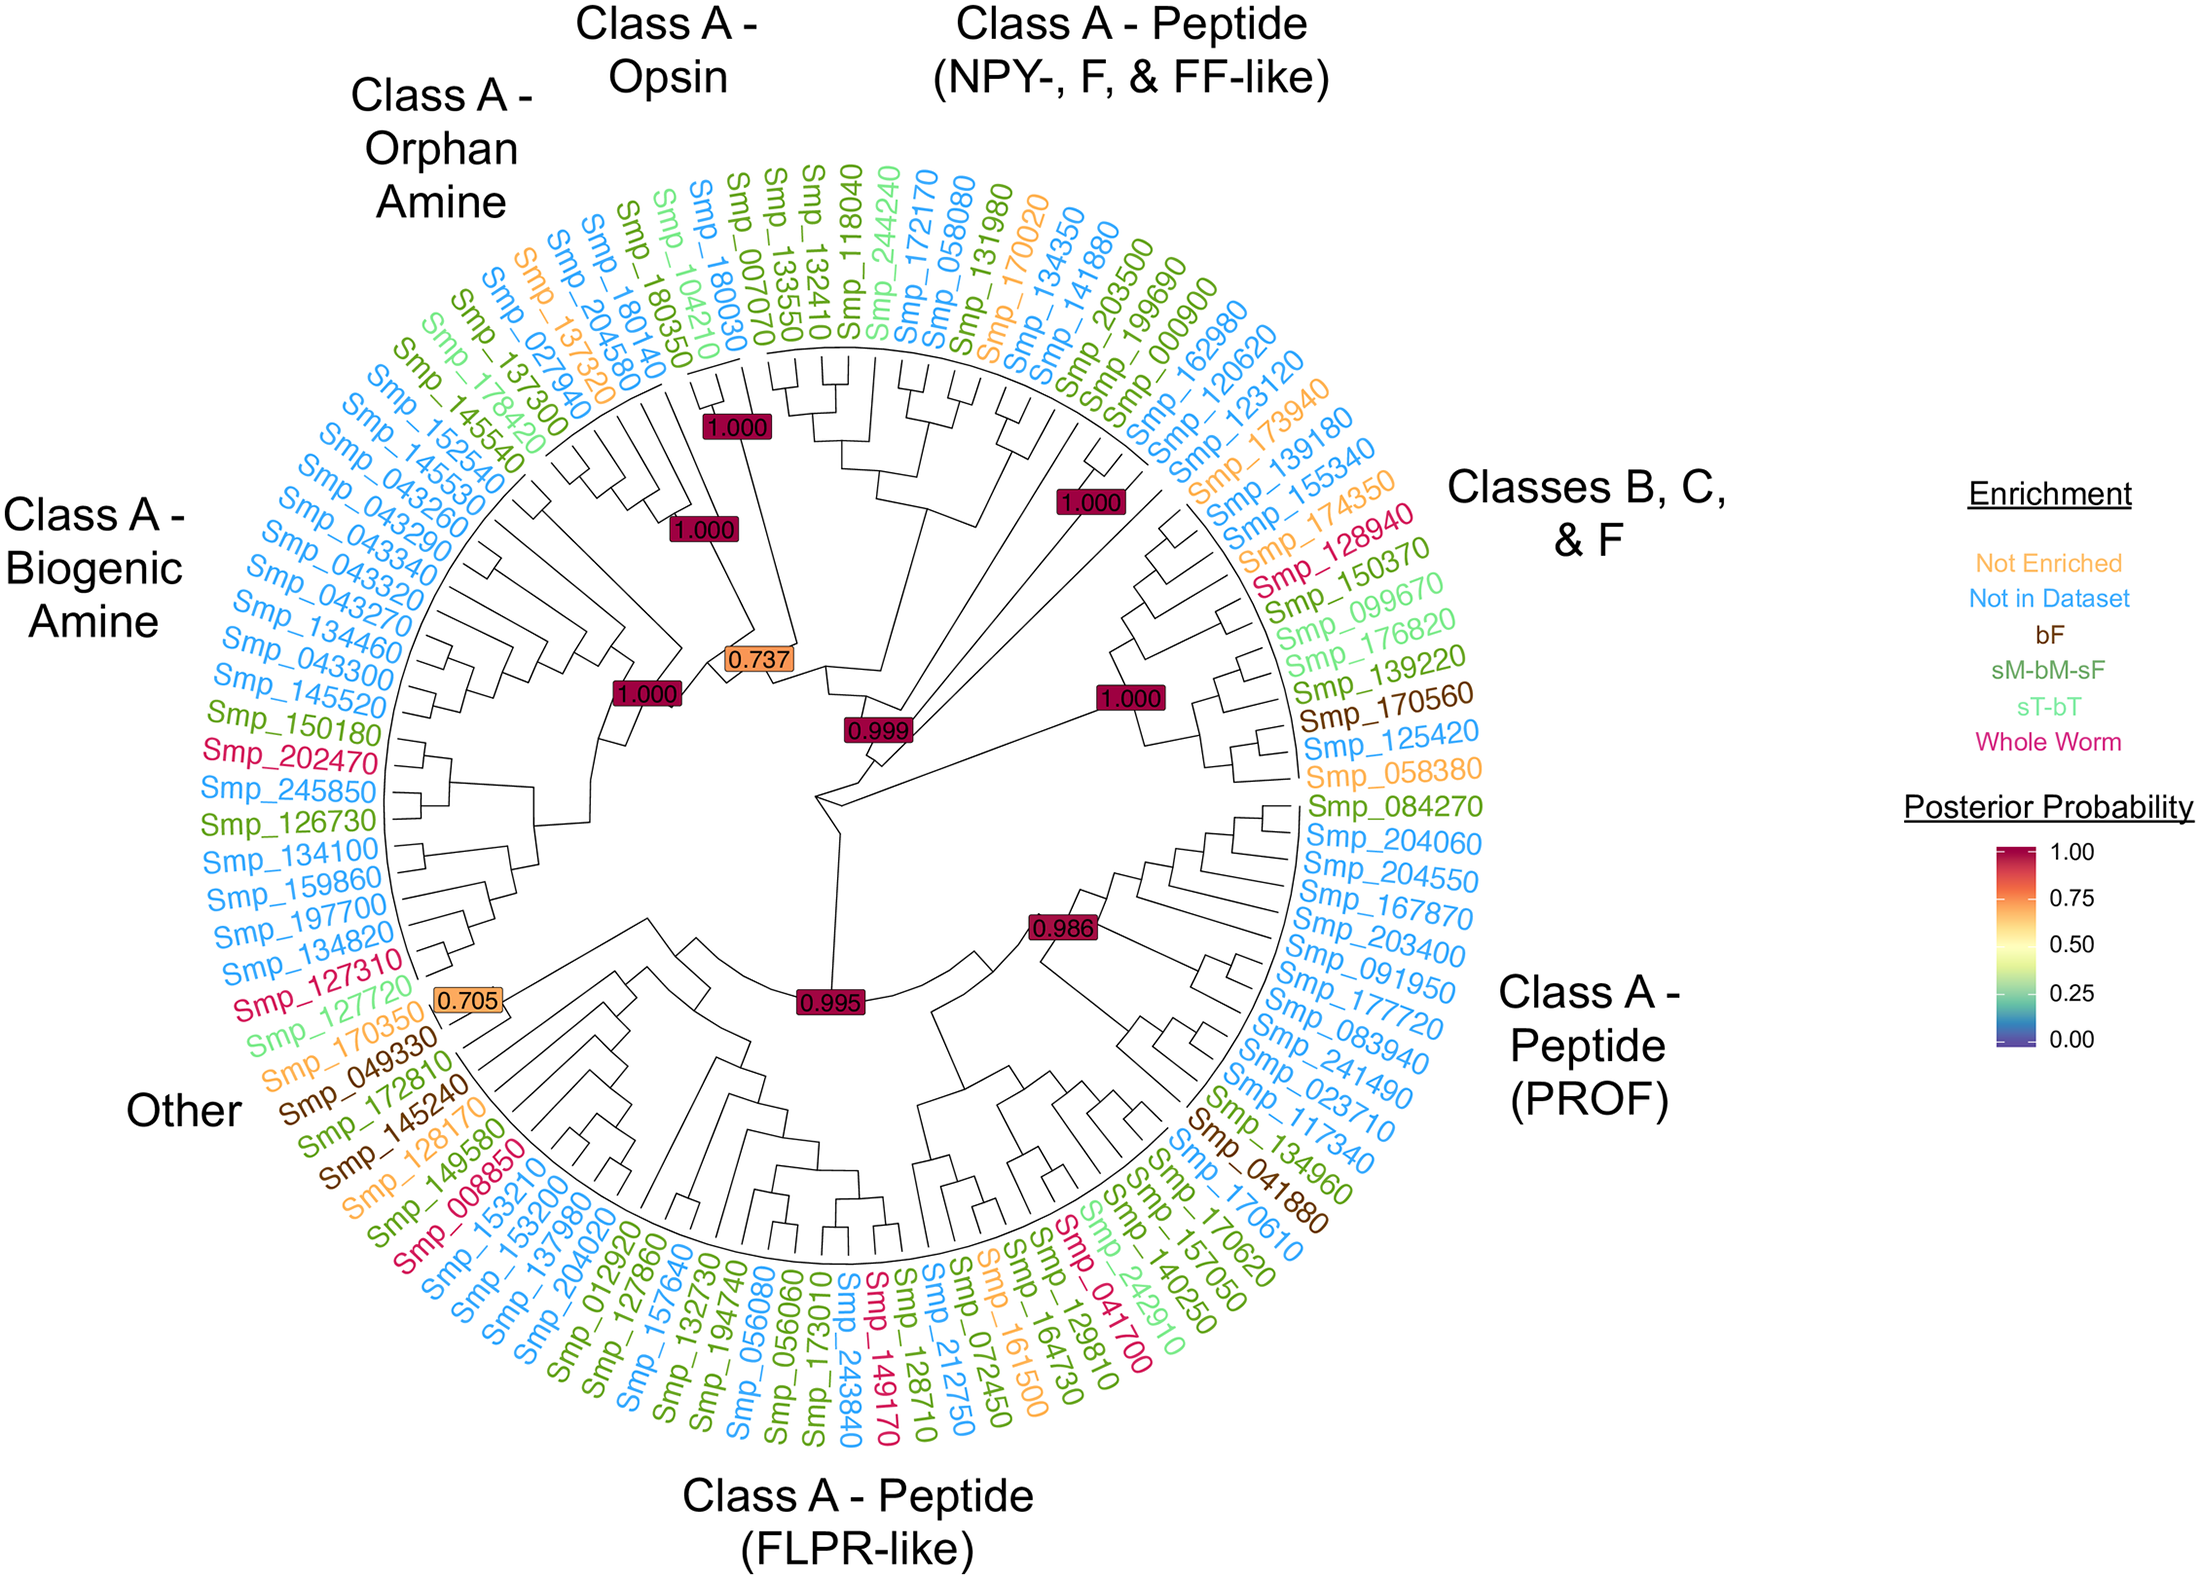 Class A -
Opsin
Class A - Peptide
(NPY-, F, & FF-like)
Class A -
Orphan
Amine
Class A -
Biogenic
Amine
Classes B, C,
& F
Class A -
Peptide
(PROF)
Class A - Peptide
(FLPR-like)
Other
Smp_118040
Smp_244240
Smp_172170
Smp_058080
Smp_131980
Smp_170020
Smp_134350
Smp_141880
Smp_203500
Smp_199690
Smp_000900
Smp_162980
Smp_120620
Smp_123120
Smp_173940
Smp_139180
Smp_155340
Smp_174350
Smp_128940
Smp_150370
Smp_099670
Smp_176820
Smp_139220
Smp_170560
Smp_125420
Smp_058380
Smp_084270
Smp_204060
Smp_204550
Smp_167870
Smp_203400
Smp_091950
Smp_177720
Smp_083940
Smp_241490
Smp_023710
Smp_117340
Smp_134960
Smp_041880
Smp_170610
Smp_170620
Smp_157050
Smp_140250
Smp_242910
Smp_041700
Smp_129810
Smp_164730
Smp_161500
Smp_072450
Smp_212750
Smp_128710
Smp_149170
Smp_243840
Smp_173010
Smp_056060
Smp_056080
Smp_194740
Smp_132730
Smp_157640
Smp_127860
Smp_012920
Smp_204020
Smp_137980
Smp_153200
Smp_153210
Smp_008850
Smp_149580
Smp_128170
Smp_145240
Smp_172810
Smp_049330
Smp_170350
Smp_127720
Smp_127310
Smp_134820
Smp_197700
Smp_159860
Smp_134100
Smp_126730
Smp_245850
Smp_202470
Smp_150180
Smp_145520
Smp_043300
Smp_134460
Smp_043270
Smp_043320
Smp_043340
Smp_043290
Smp_043260
Smp_145530
Smp_152540
Smp_145540
Smp_178420
Smp_137300
Smp_027940
Smp_137320
Smp_204580
Smp_180140
Smp_180350
Smp_104210
Smp_180030
Smp_007070
Smp_133550
Smp_132410
1.000
1.000
1.000
0.737
1.000
0.999
1.000
0.986
0.995
0.705
Enrichment
Not Enriched
Not in Dataset
bF
sM-bM-sF
sT-bT
Whole Worm
Posterior Probability
1.00
0.75
0.50
0.25
0.00